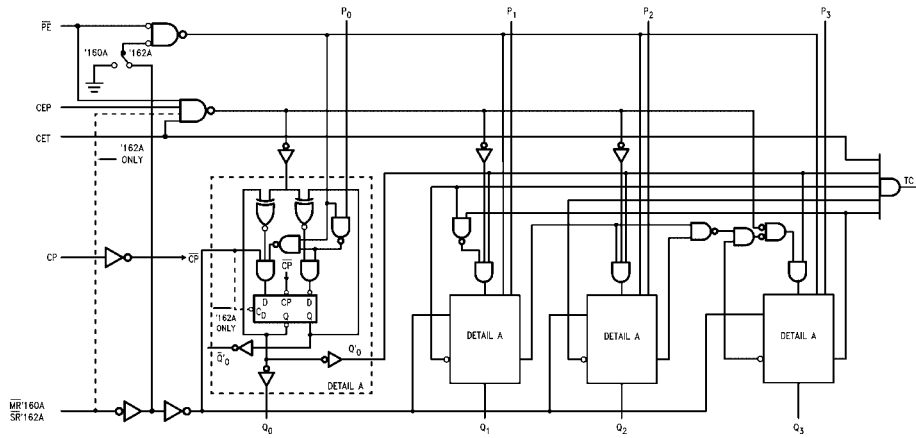 P0
P1
P2
P3
PE
'160A
'162A
CEP
CET
'162A
ONLY
TC
CP
CP
CP
D
CP
D
CD
Q
Q
'162A
ONLY
Q'0
Q'0
DETAIL A
DETAIL A
DETAIL A
DETAIL A
MR'160A
SR'162A
Q0
Q1
Q2
Q3